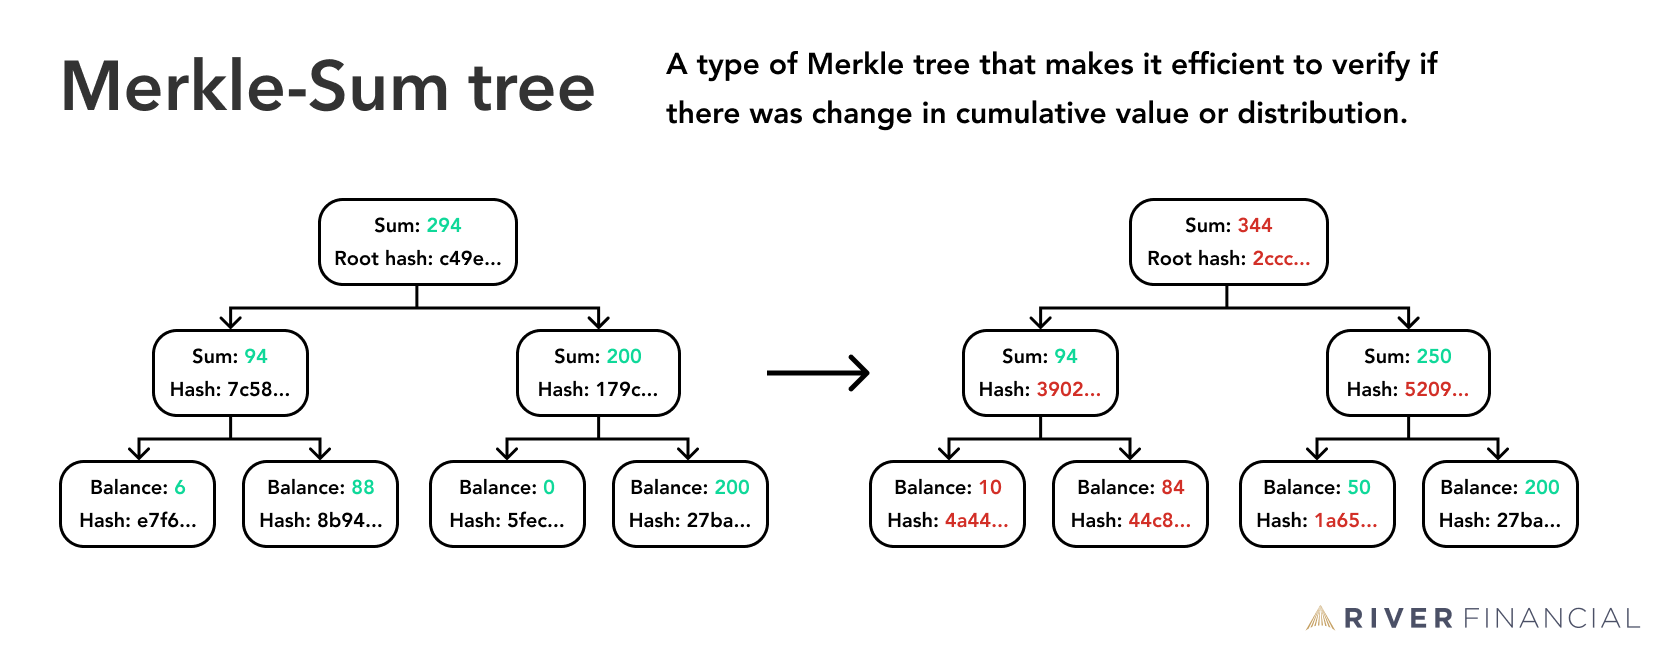 Merkle-Sum tree
A type of Merkle tree that makes it efficient to verify if
there was change in cumulative value or distribution.
Sum: 294
Root hash: c49e...
Sum: 94
Hash: 7c58...
Sum: 200
Hash: 179c...
Balance: 6
Hash: e7f6...
Balance: 88
Hash: 8b94...
Balance: 0
Hash: 5fec...
Balance: 200
Hash: 27ba...
Sum: 344
Root hash: 2ccc...
Sum: 94
Hash: 3902...
Sum: 250
Hash: 5209...
Balance: 10
Hash: 4a44...
Balance: 84
Hash: 44c8...
Balance: 50
Hash: 1a65...
Balance: 200
Hash: 27ba...
RIVER FINANCIAL